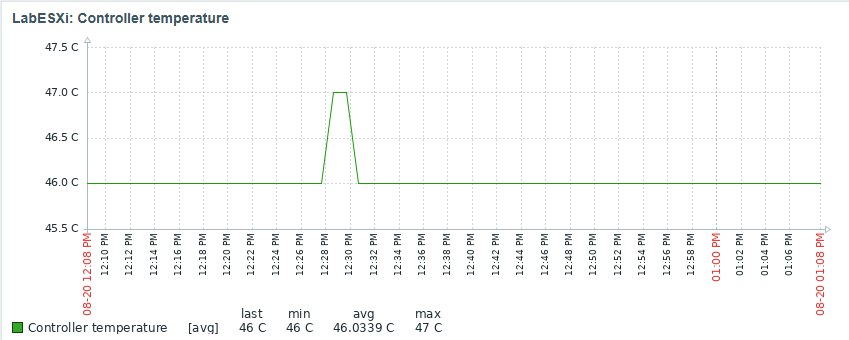 LabESXi: Controller temperature
47.5 C
47.0 C
46.5 C
46.0 C
45.5 C
08-20 12:08 PM
12:10 PM
12:12 PM
12:14 PM
12:16 PM
12:18 PM
12:20 PM
12:22 PM
12:24 PM
12:26 PM
12:28 PM
12:30 PM
12:32 PM
12:34 PM
12:36 PM
12:38 PM
12:40 PM
12:42 PM
12:44 PM
12:46 PM
12:48 PM
12:50 PM
12:52 PM
12:54 PM
12:56 PM
12:58 PM
01:00 PM
01:02 PM
01:04 PM
01:06 PM
08-20 01:08 PM
last min avg max
Controller temperature [avg] 46 C 46 C 46.0339 C 47 C